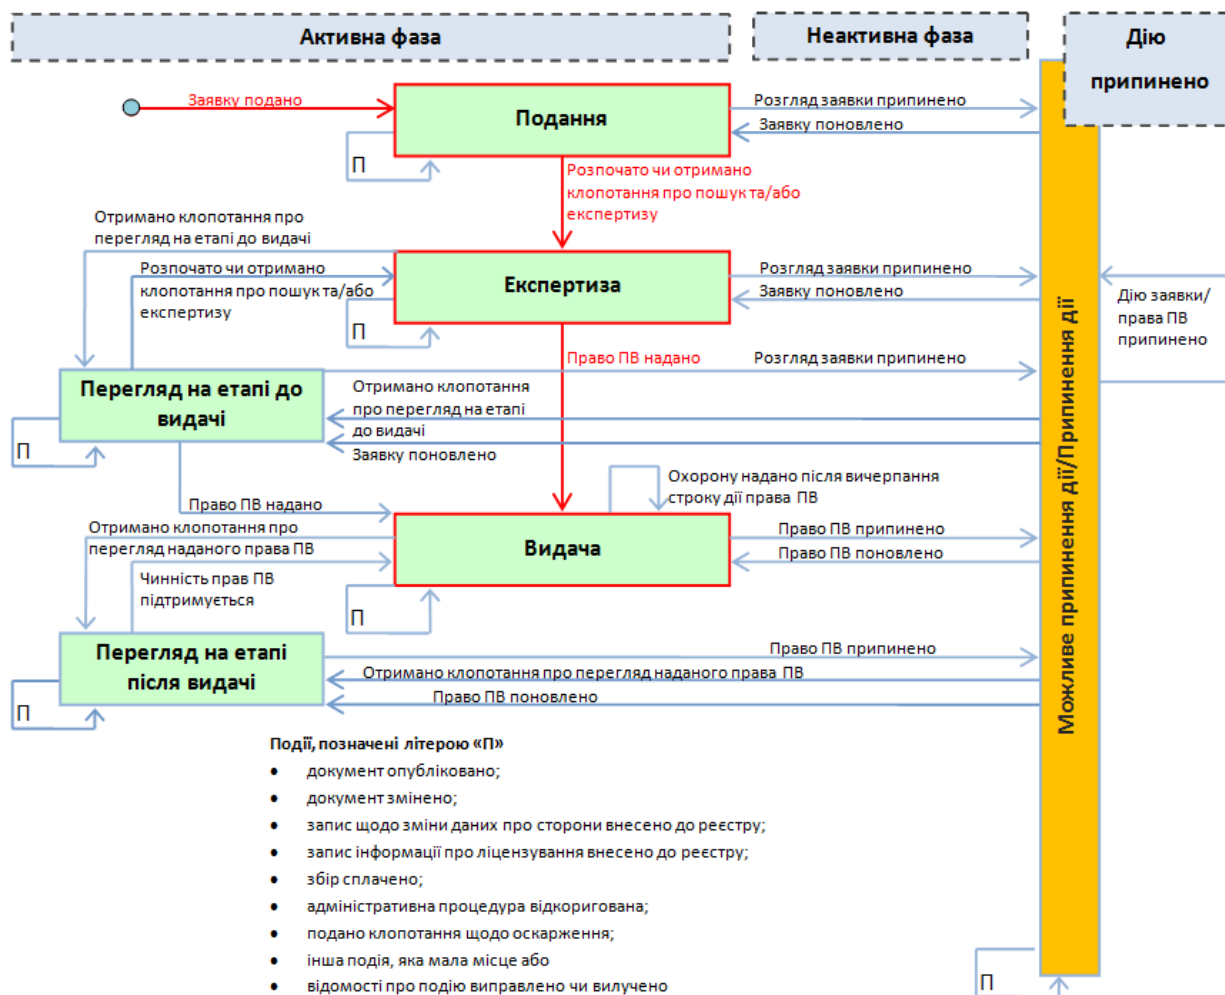 Активна фаза
Неактивна фаза
Дію
припинено
Заявку подано
Подання
Розгляд заявки припинено
Заявку поновлено
П
Розпочато чи отримано
клопотання про пошук та/або
експертизу
Отримано клопотання про
перегляд на етапі до видачі
Розпочато чи отримано
клопотання про пошук та/або
експертизу
Експертиза
Розгляд заявки припинено
Заявку поновлено
П
Дію заявки/
права ПВ
припинено
Право ПВ надано
Розгляд заявки припинено
Перегляд на етапі до
видачі
Отримано клопотання
про перегляд на етапі
до видачі
Заявку поновлено
П
Охорону надано після вичерпання
строку дії права ПВ
Право ПВ надано
Отримано клопотання про
перегляд наданого права ПВ
Видача
Право ПВ припинено
Право ПВ поновлено
Чинність прав ПВ
підтримується
П
Перегляд на етапі
після видачі
Право ПВ припинено
Отримано клопотання про перегляд наданого права ПВ
Право ПВ поновлено
П
Можливе припинення дії/Припинення дії
Події, позначені літерою «П»
• документ опубліковано;
• документ змінено;
• запис щодо зміни даних про сторони внесено до реєстру;
• запис інформації про ліцензування внесено до реєстру;
• збір сплачено;
• адміністративна процедура відкоригована;
• подано клопотання щодо оскарження;
• інша подія, яка мала місце або
• відомості про подію виправлено чи вилучено
П